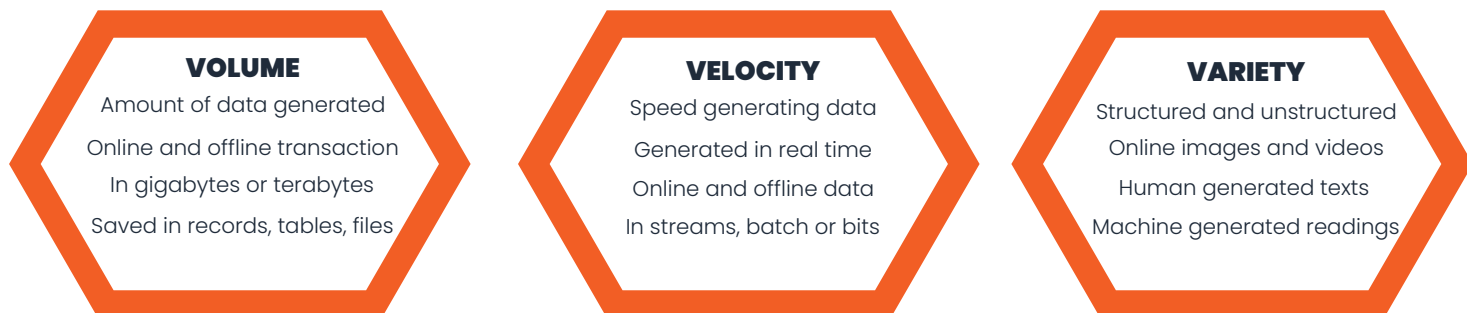 VOLUME
Amount of data generated
Online and offline transaction
In gigabytes or terabytes
Saved in records, tables, files
VELOCITY
Speed generating data
Generated in real time
Online and offline data
In streams, batch or bits
VARIETY
Structured and unstructured
Online images and videos
Human generated texts
Machine generated readings